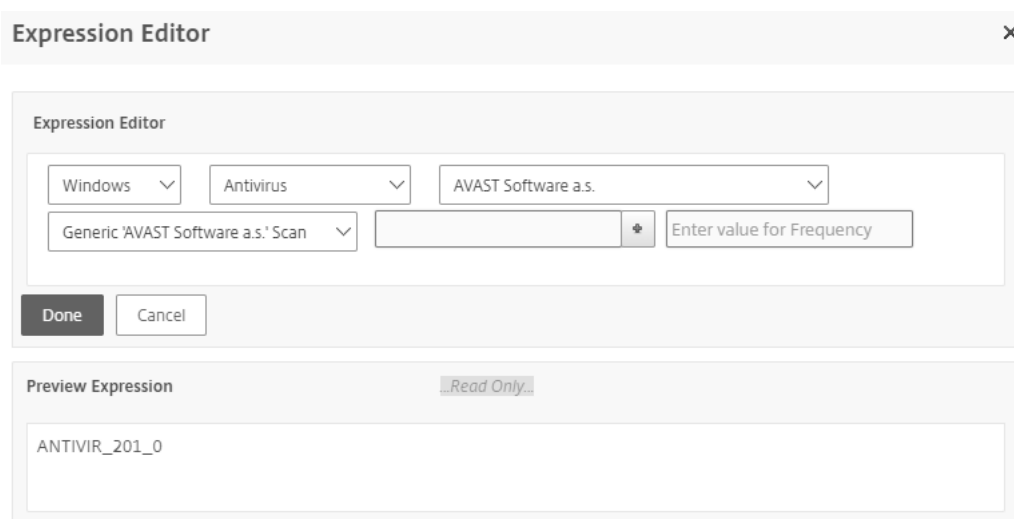 Expression Editor
Expression Editor
Windows Antivirus AVAST Software a.s.
Generic 'AVAST Software a.s.' Scan Enter value for Frequency
Done Cancel
Preview Expression ...Read Only...
ANTIVIR_201_0